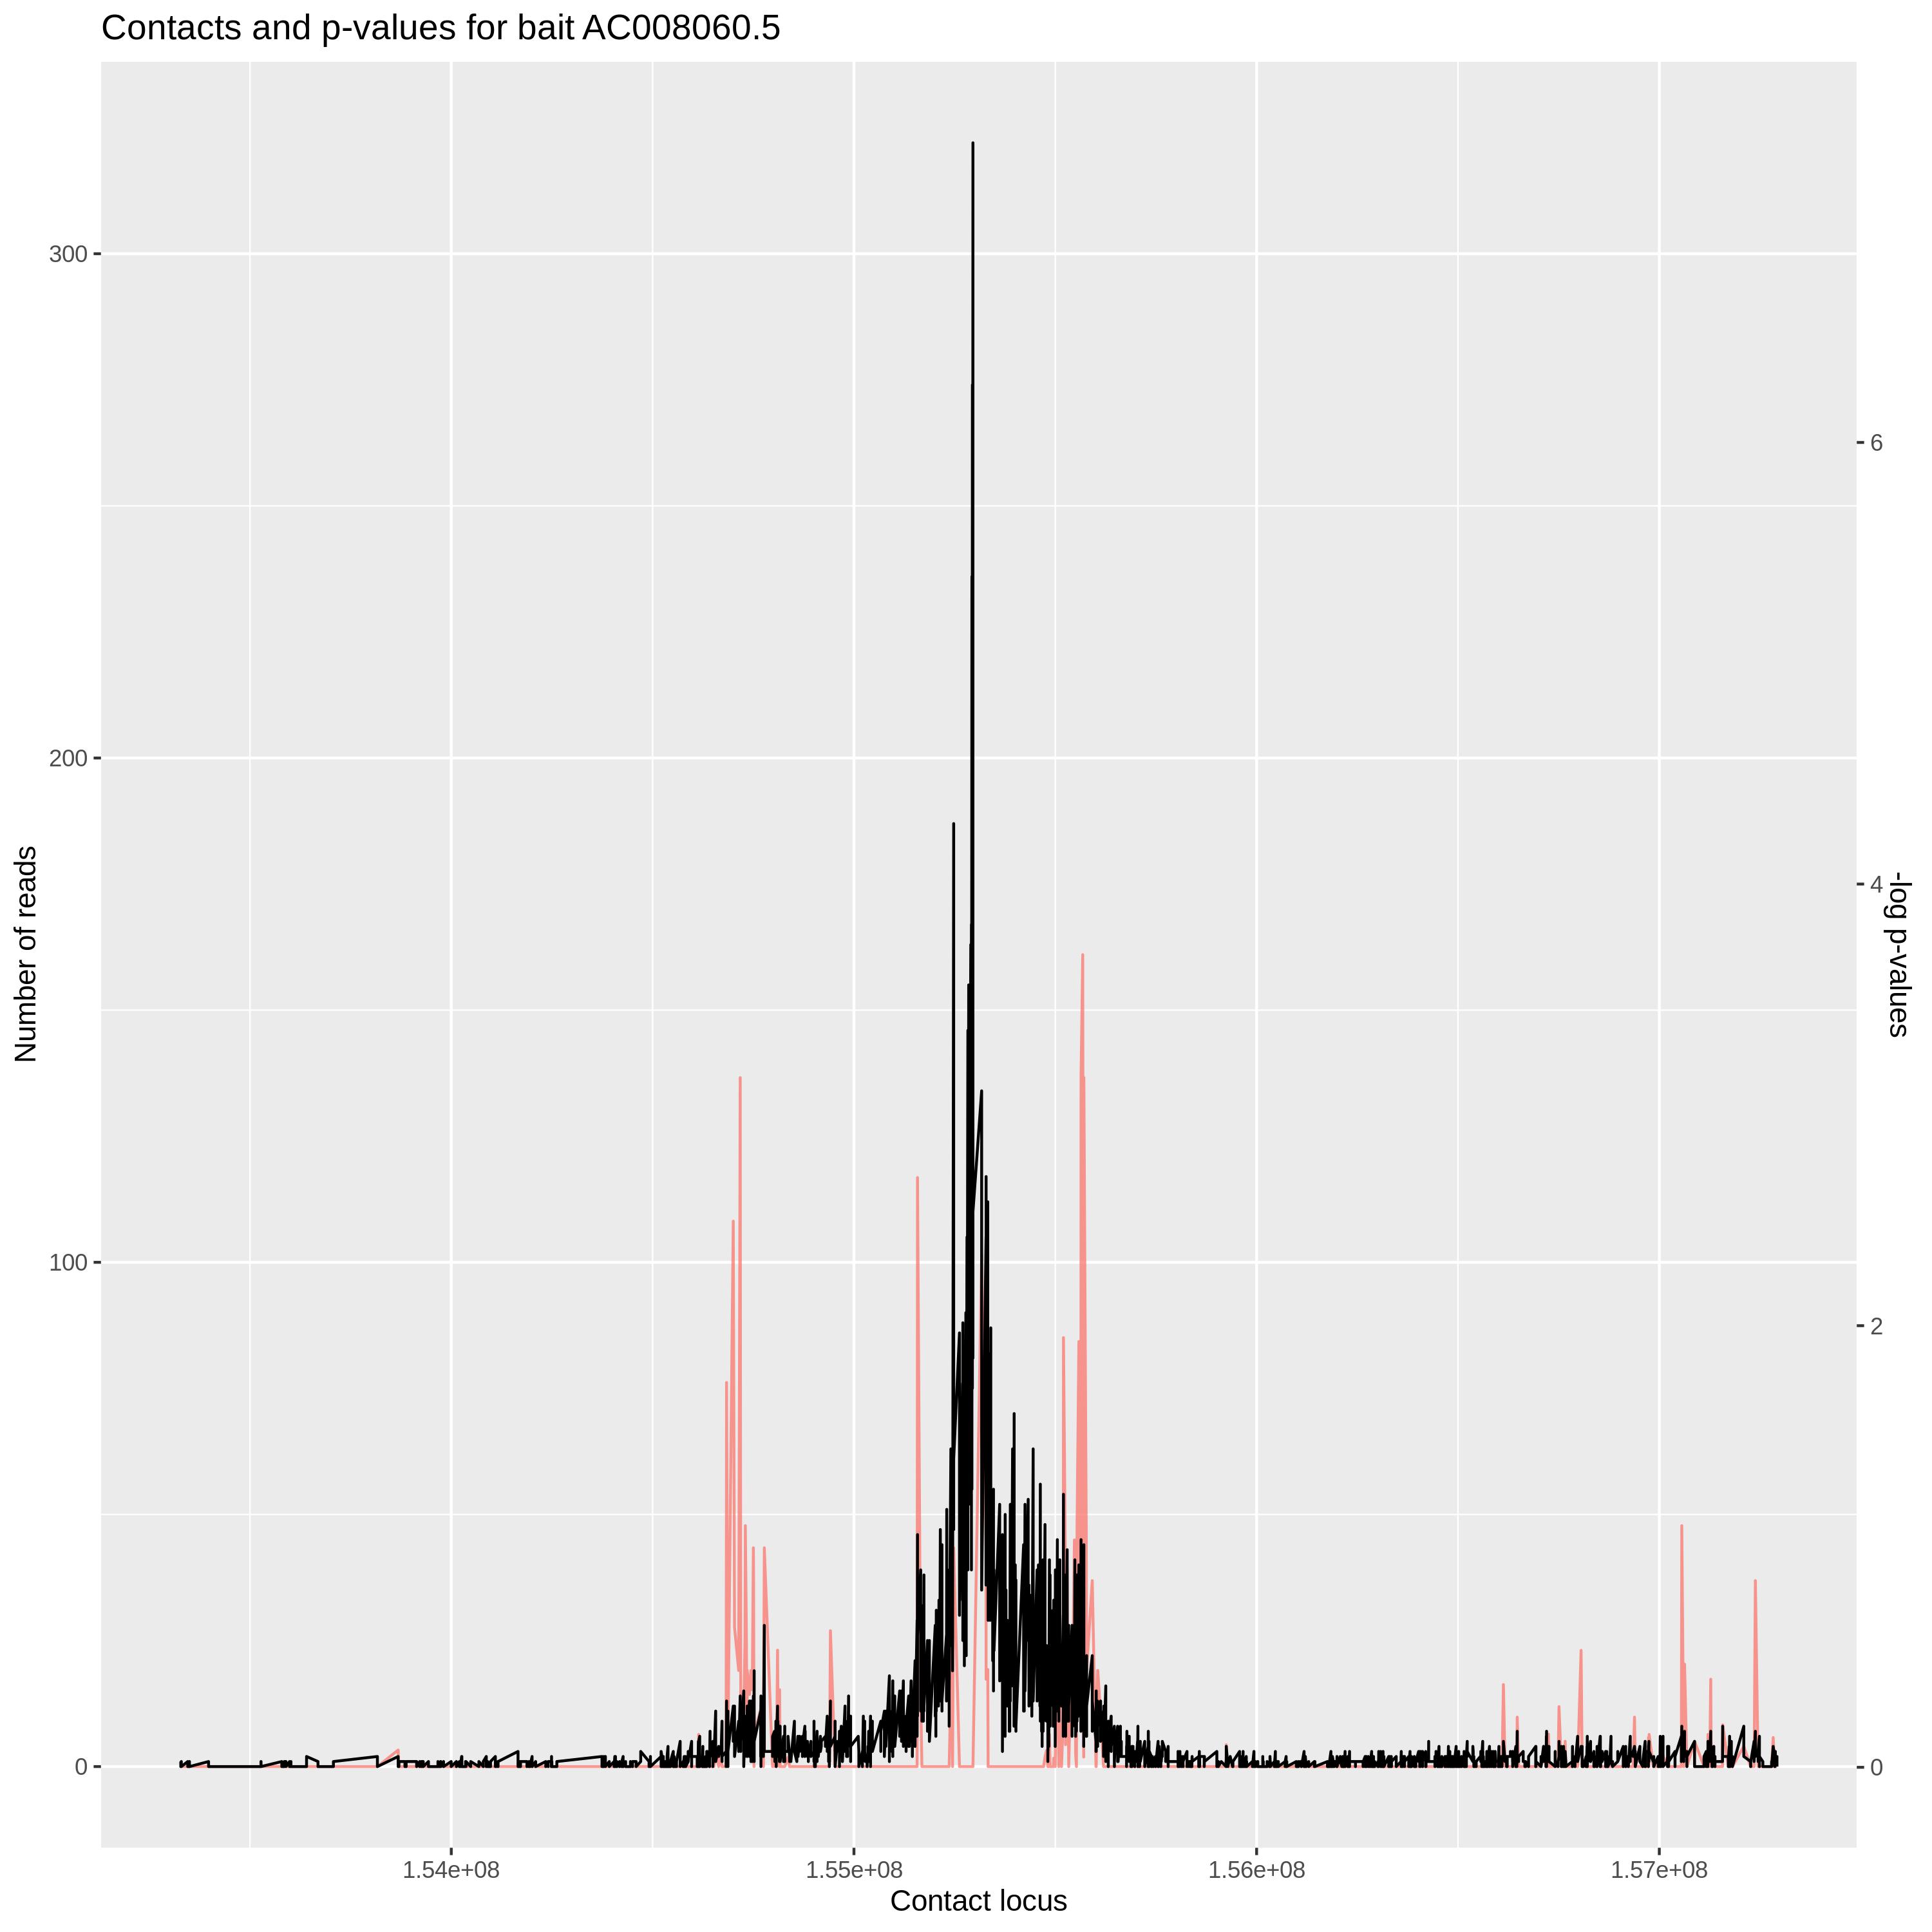 Contacts and p-values for bait AC008060.5
300
200
100
0
Number of reads
6
4
2
0
-log p-values
1.54e+08
1.55e+08
1.56e+08
1.57e+08
Contact locus